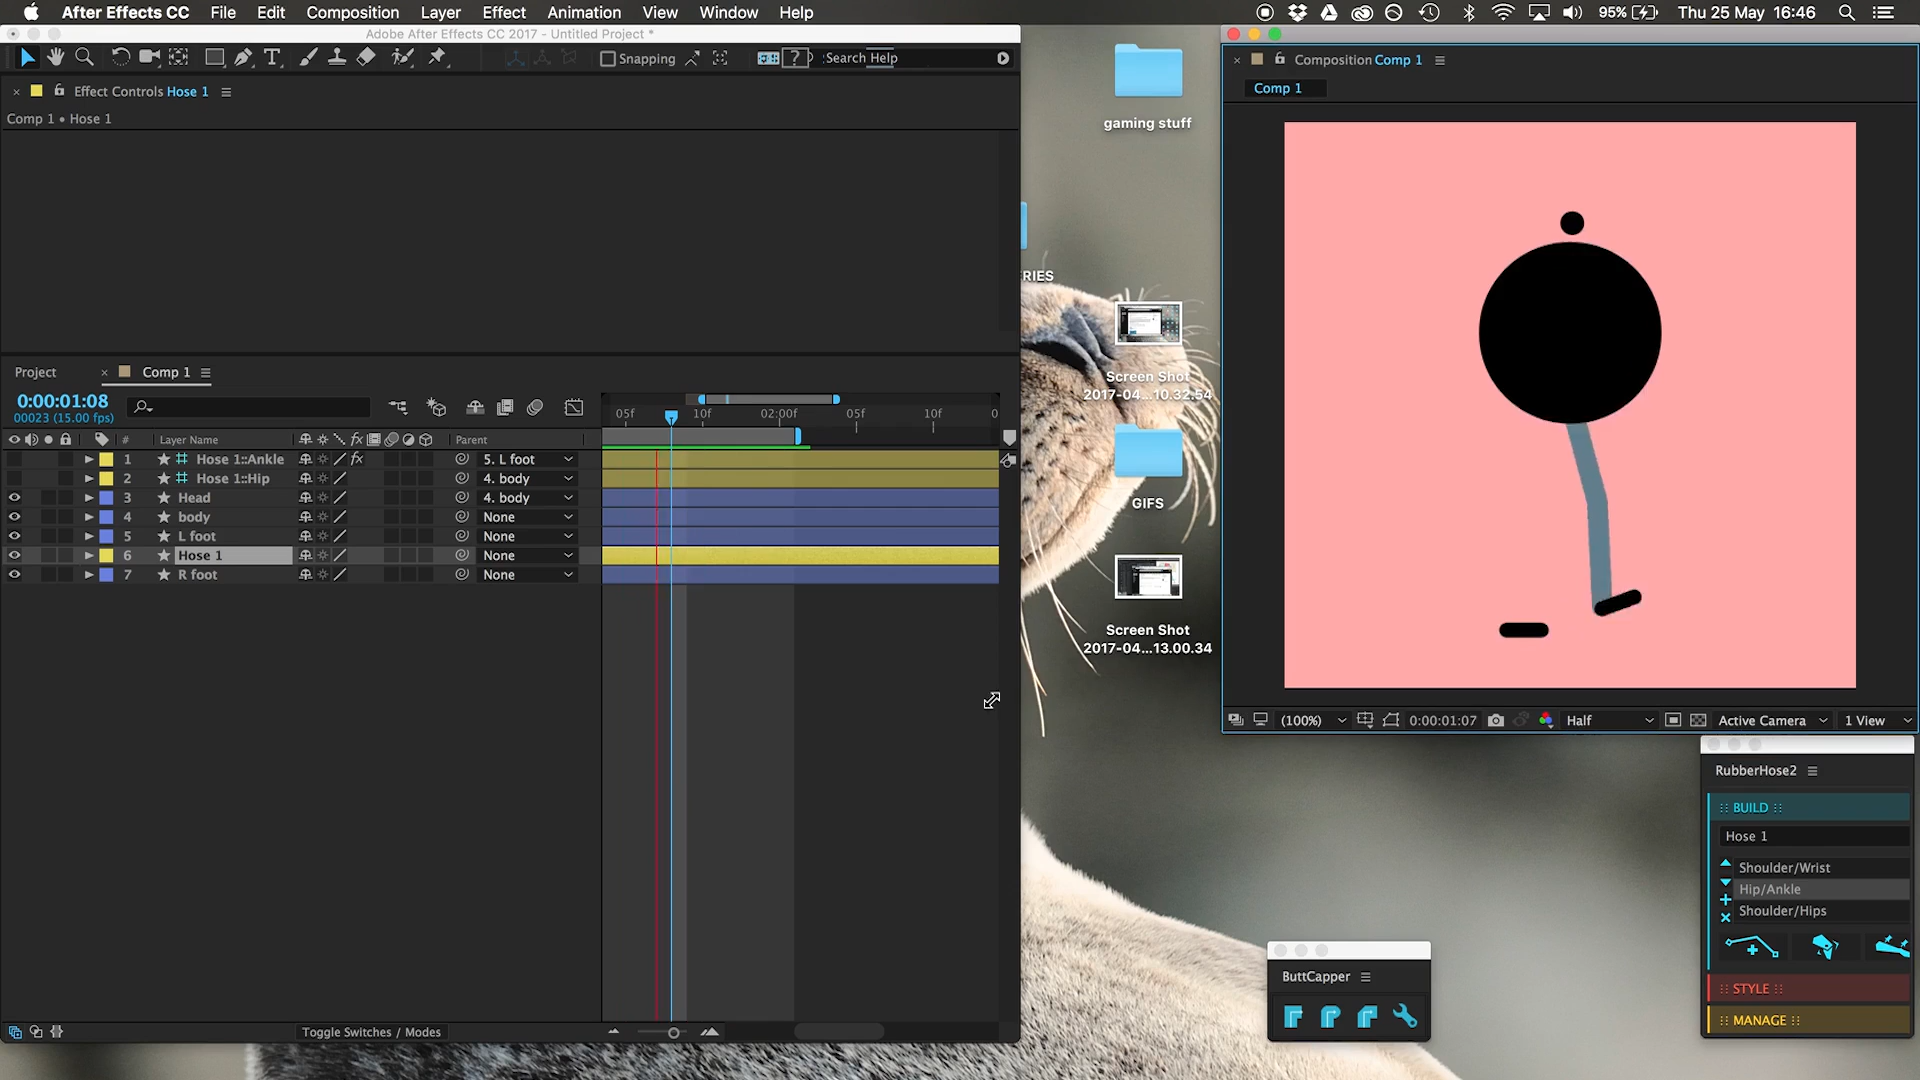 After Effects CC File Edit Composition Layer Effect Animation View Window Help
95% Thu 25 May 16:46
Adobe After Effects CC 2017 - Untitled Project *
Snapping
Search Help
Effect Controls Hose 1
Comp 1 • Hose 1
Project
Comp 1
0:00:01:08
00023 (15.00 fps)
05f 10f 02:00f 05f 10f 0
# Layer Name fx Parent
1 Hose 1::Ankle fx 5. L foot
2 Hose 1::Hip 4. body
3 Head 4. body
4 body None
5 L foot None
6 Hose 1 None
7 R foot None
Toggle Switches / Modes
gaming stuff
RIES
Screen Shot
2017-04...10.32.54
GIFS
Screen Shot
2017-04...13.00.34
Composition Comp 1
Comp 1
(100%) 0:00:01:07 Half Active Camera 1 View
ButtCapper
RubberHose2
:: BUILD ::
Hose 1
Shoulder/Wrist
Hip/Ankle
Shoulder/Hips
:: STYLE ::
:: MANAGE ::